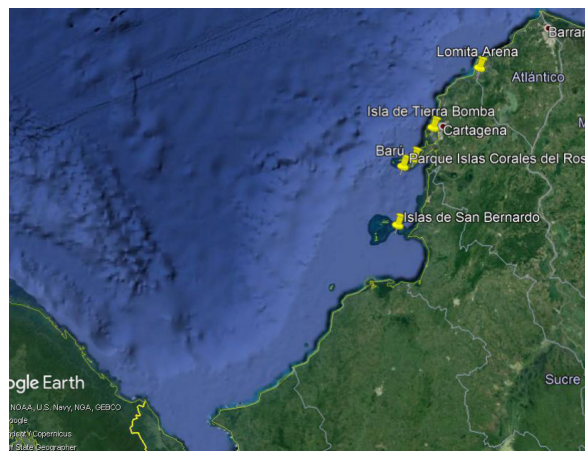 Barran
Lomita Arena
Atlántico
Isla de Tierra Bomba
Cartagena
M
Barú
Parque Islas Corales del Ros
Islas de San Bernardo
ogle Earth
Sucre
NOAA, U.S. Navy, NGA, GEBCO
oogle
ndsat / Copernicus
n State Geographer